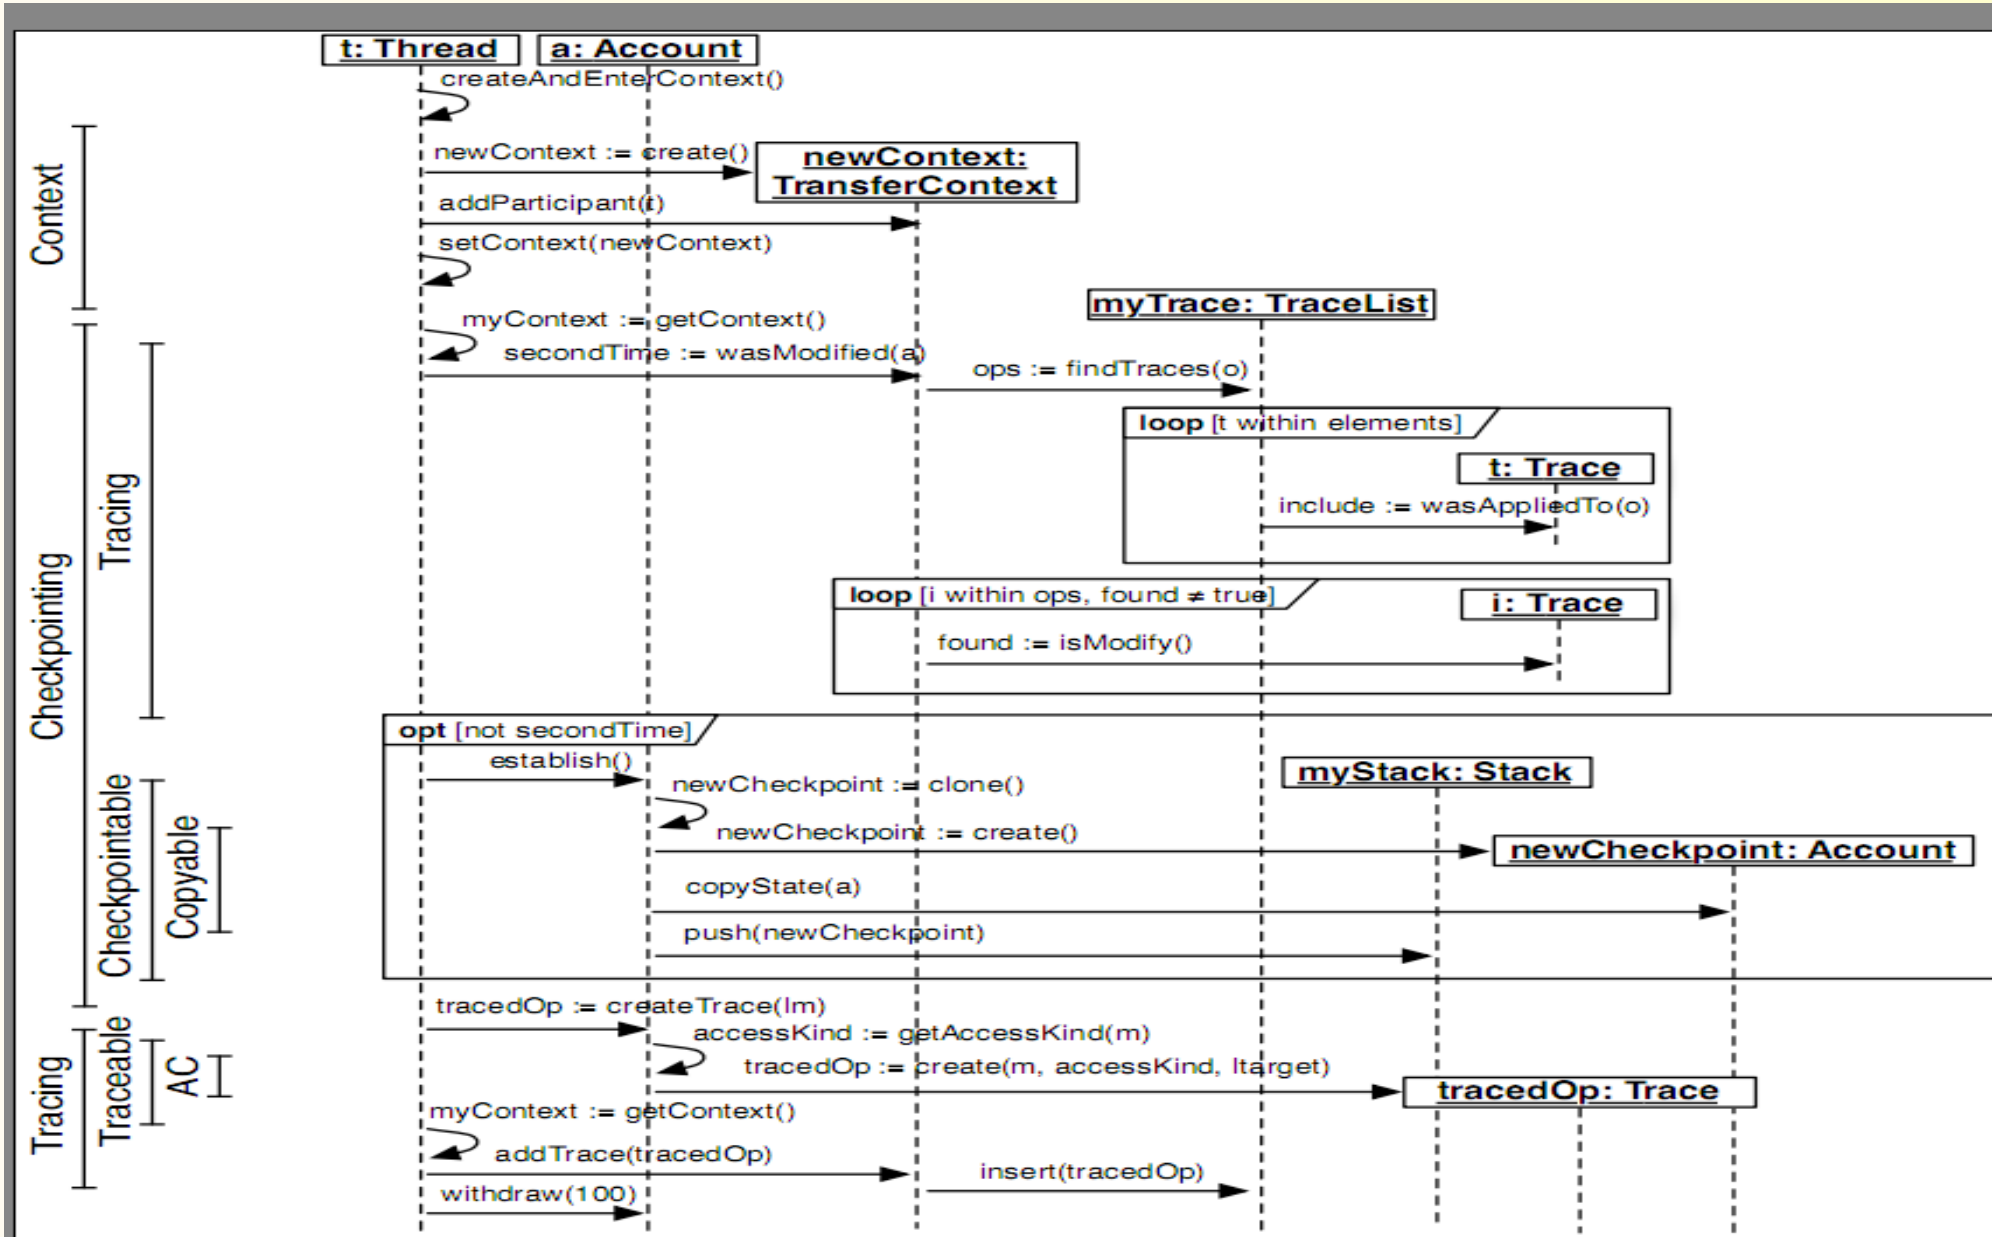 t: Thread
a: Account
createAndEnterContext()
newContext := create()
newContext:
TransferContext
addParticipant(t)
setContext(newContext)
Context
myTrace: TraceList
myContext := getContext()
secondTime := wasModified(a)
ops := findTraces(o)
loop [t within elements]
t: Trace
include := wasAppliedTo(o)
Tracing
loop [i within ops, found ≠ true]
i: Trace
found := isModify()
Checkpointing
opt [not secondTime]
establish()
myStack: Stack
newCheckpoint := clone()
newCheckpoint := create()
newCheckpoint: Account
Checkpointable
Copyable
copyState(a)
push(newCheckpoint)
tracedOp := createTrace(lm)
accessKind := getAccessKind(m)
tracedOp := create(m, accessKind, ltarget)
tracedOp: Trace
Tracing
Traceable
AC
myContext := getContext()
addTrace(tracedOp)
insert(tracedOp)
withdraw(100)